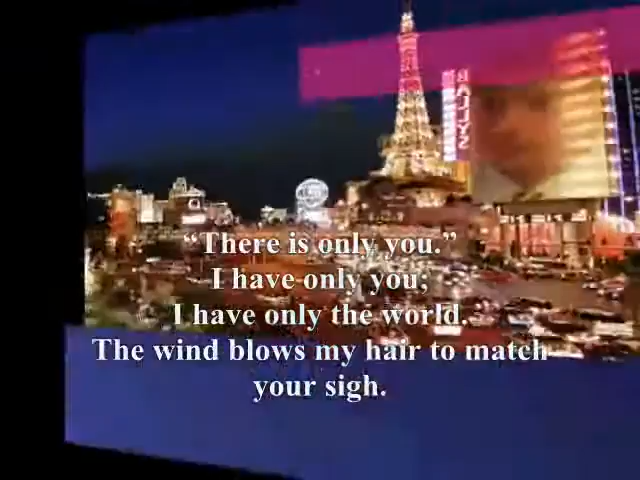 “There is only you.”
I have only you;
I have only the world.
The wind blows my hair to match
your sigh.